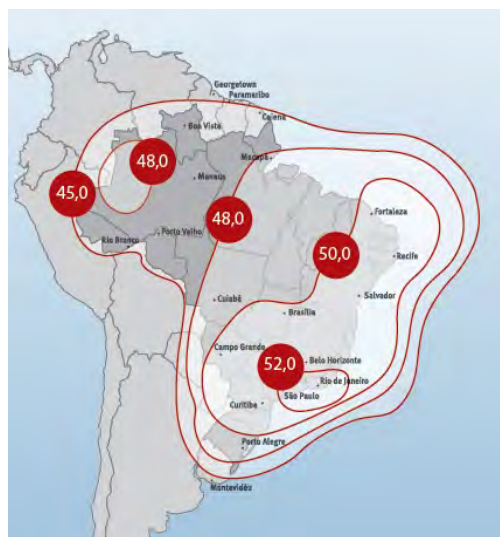 Georgetown
Paramaribo
Caiena
Boa Vista
Macapá
48,0
Manaus
45,0
48,0
Fortaleza
Rio Branco
Porto Velho
50,0
Recife
Salvador
Cuiabá
Brasília
Campo Grande
52,0
Belo Horizonte
Rio de Janeiro
São Paulo
Curitiba
Porto Alegre
Montevidéo